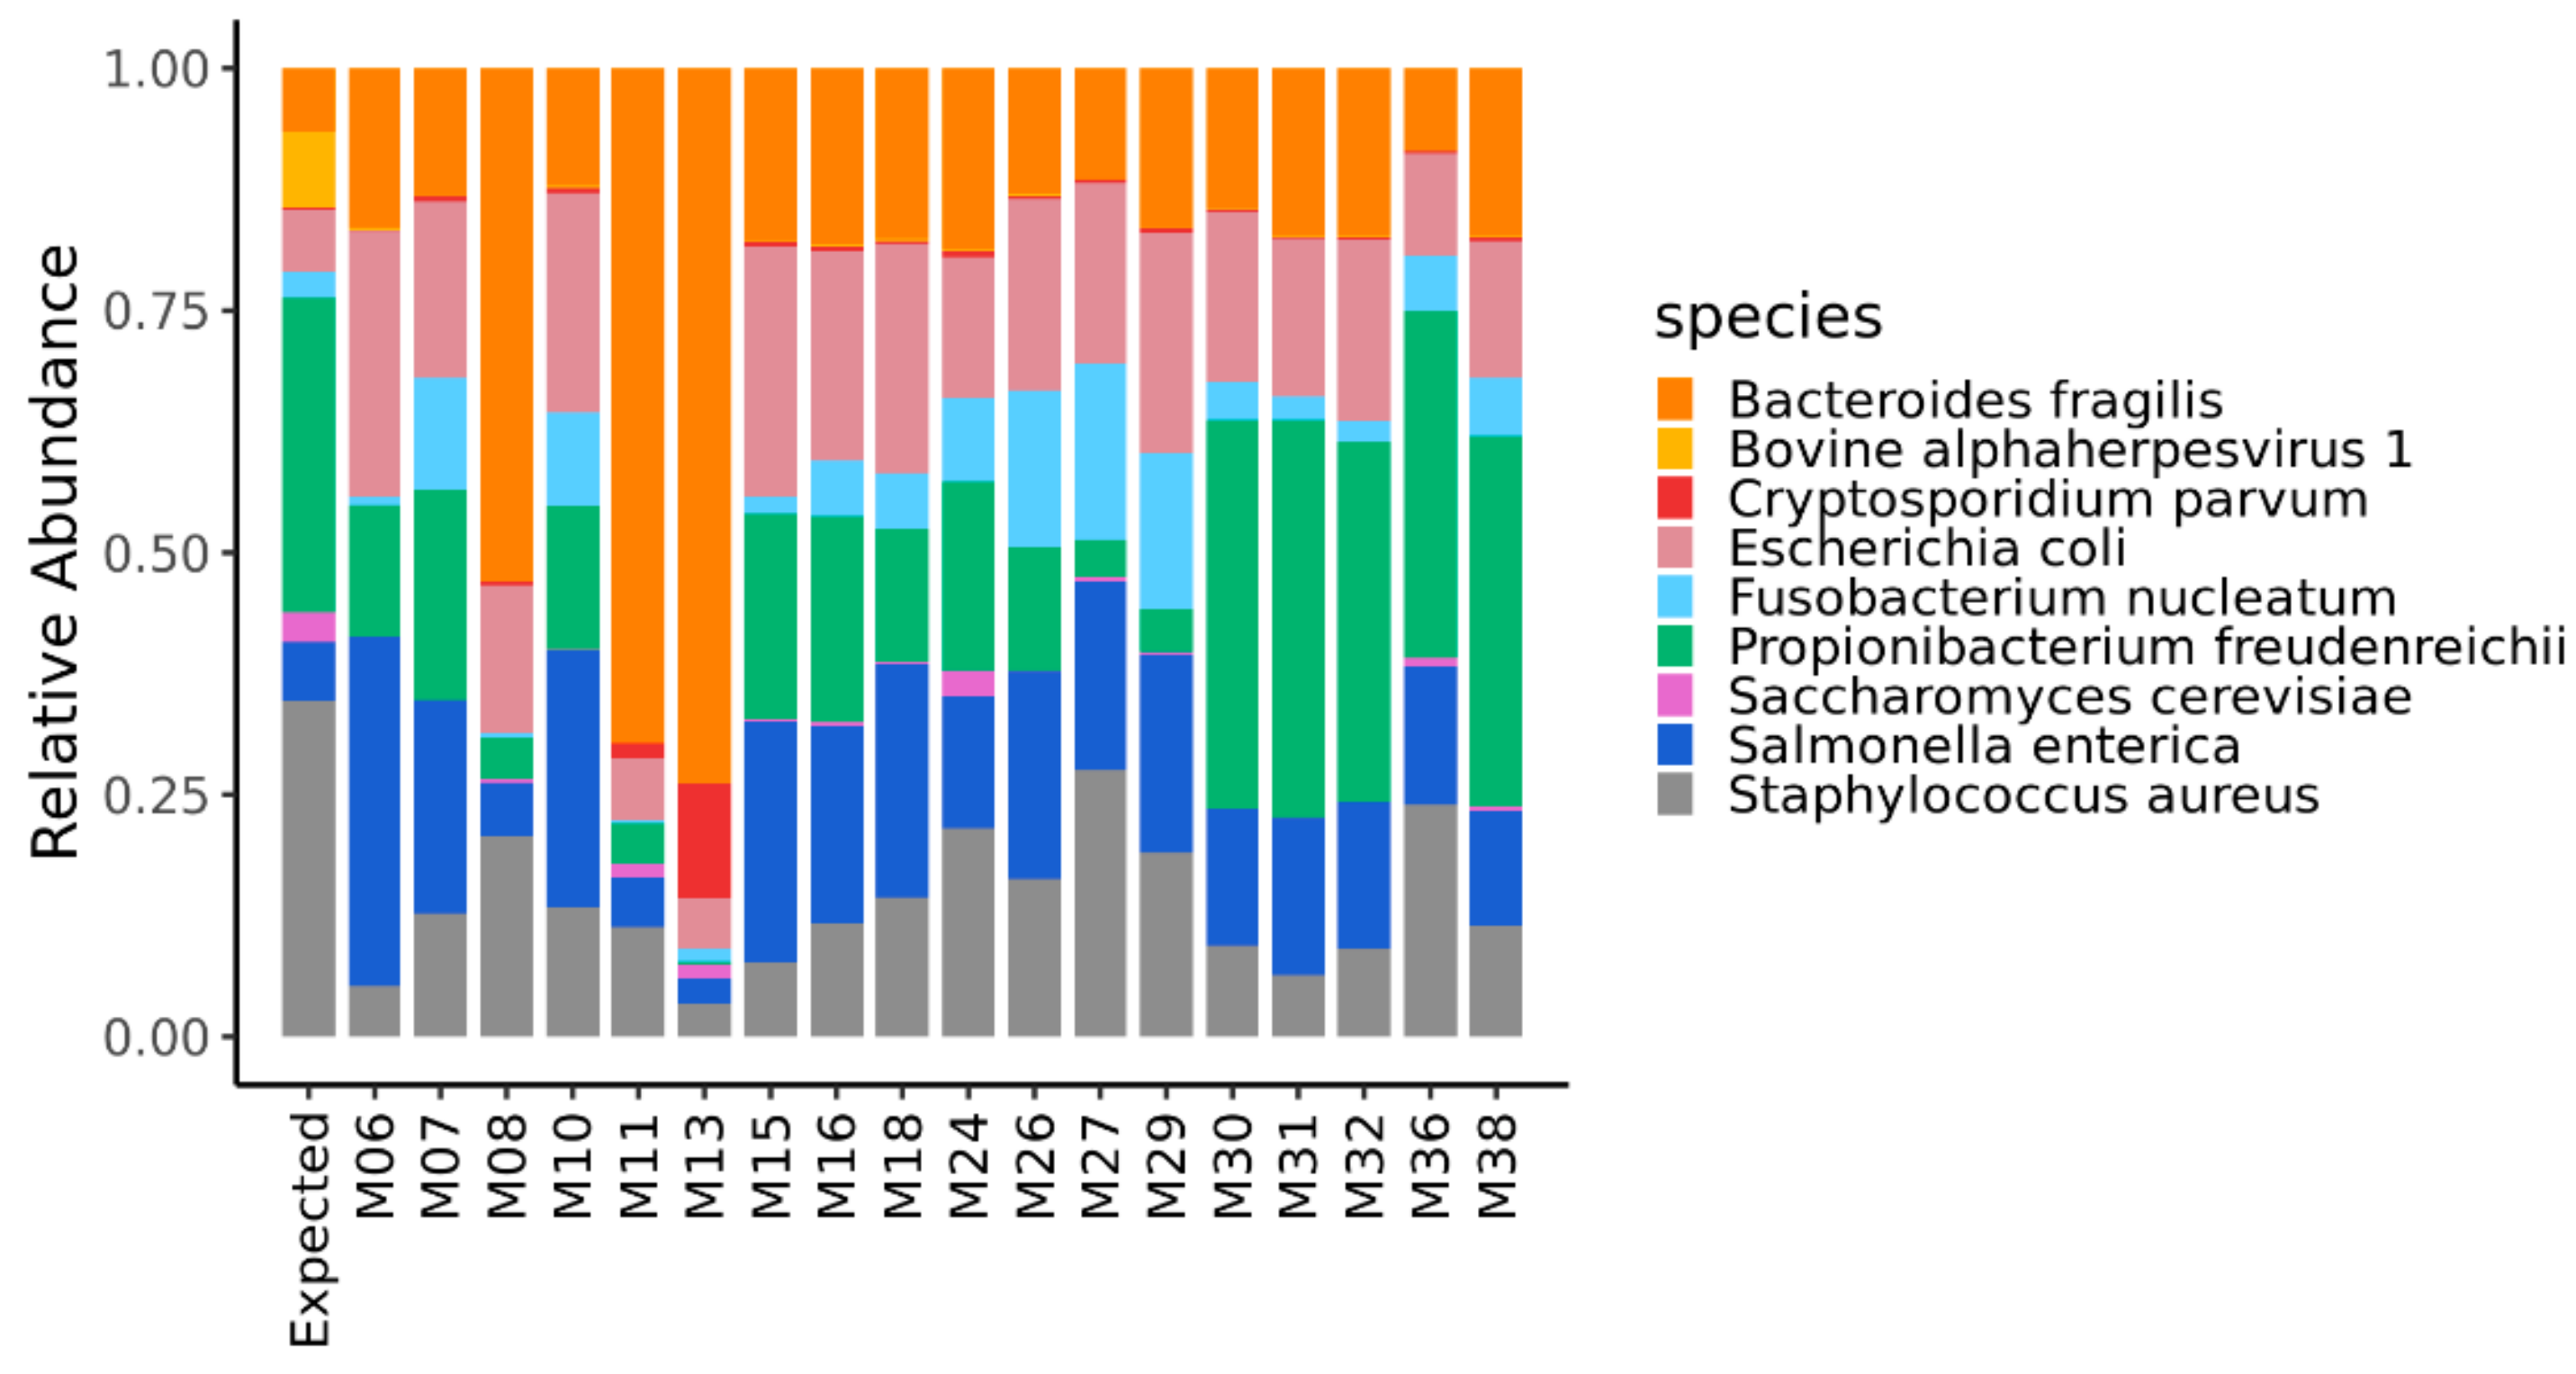 Relative Abundance
1.00
0.75
0.50
0.25
0.00
Expected
M06
M07
M08
M10
M11
M13
M15
M16
M18
M24
M26
M27
M29
M30
M31
M32
M36
M38
species
Bacteroides fragilis
Bovine alphaherpesvirus 1
Cryptosporidium parvum
Escherichia coli
Fusobacterium nucleatum
Propionibacterium freudenreichii
Saccharomyces cerevisiae
Salmonella enterica
Staphylococcus aureus